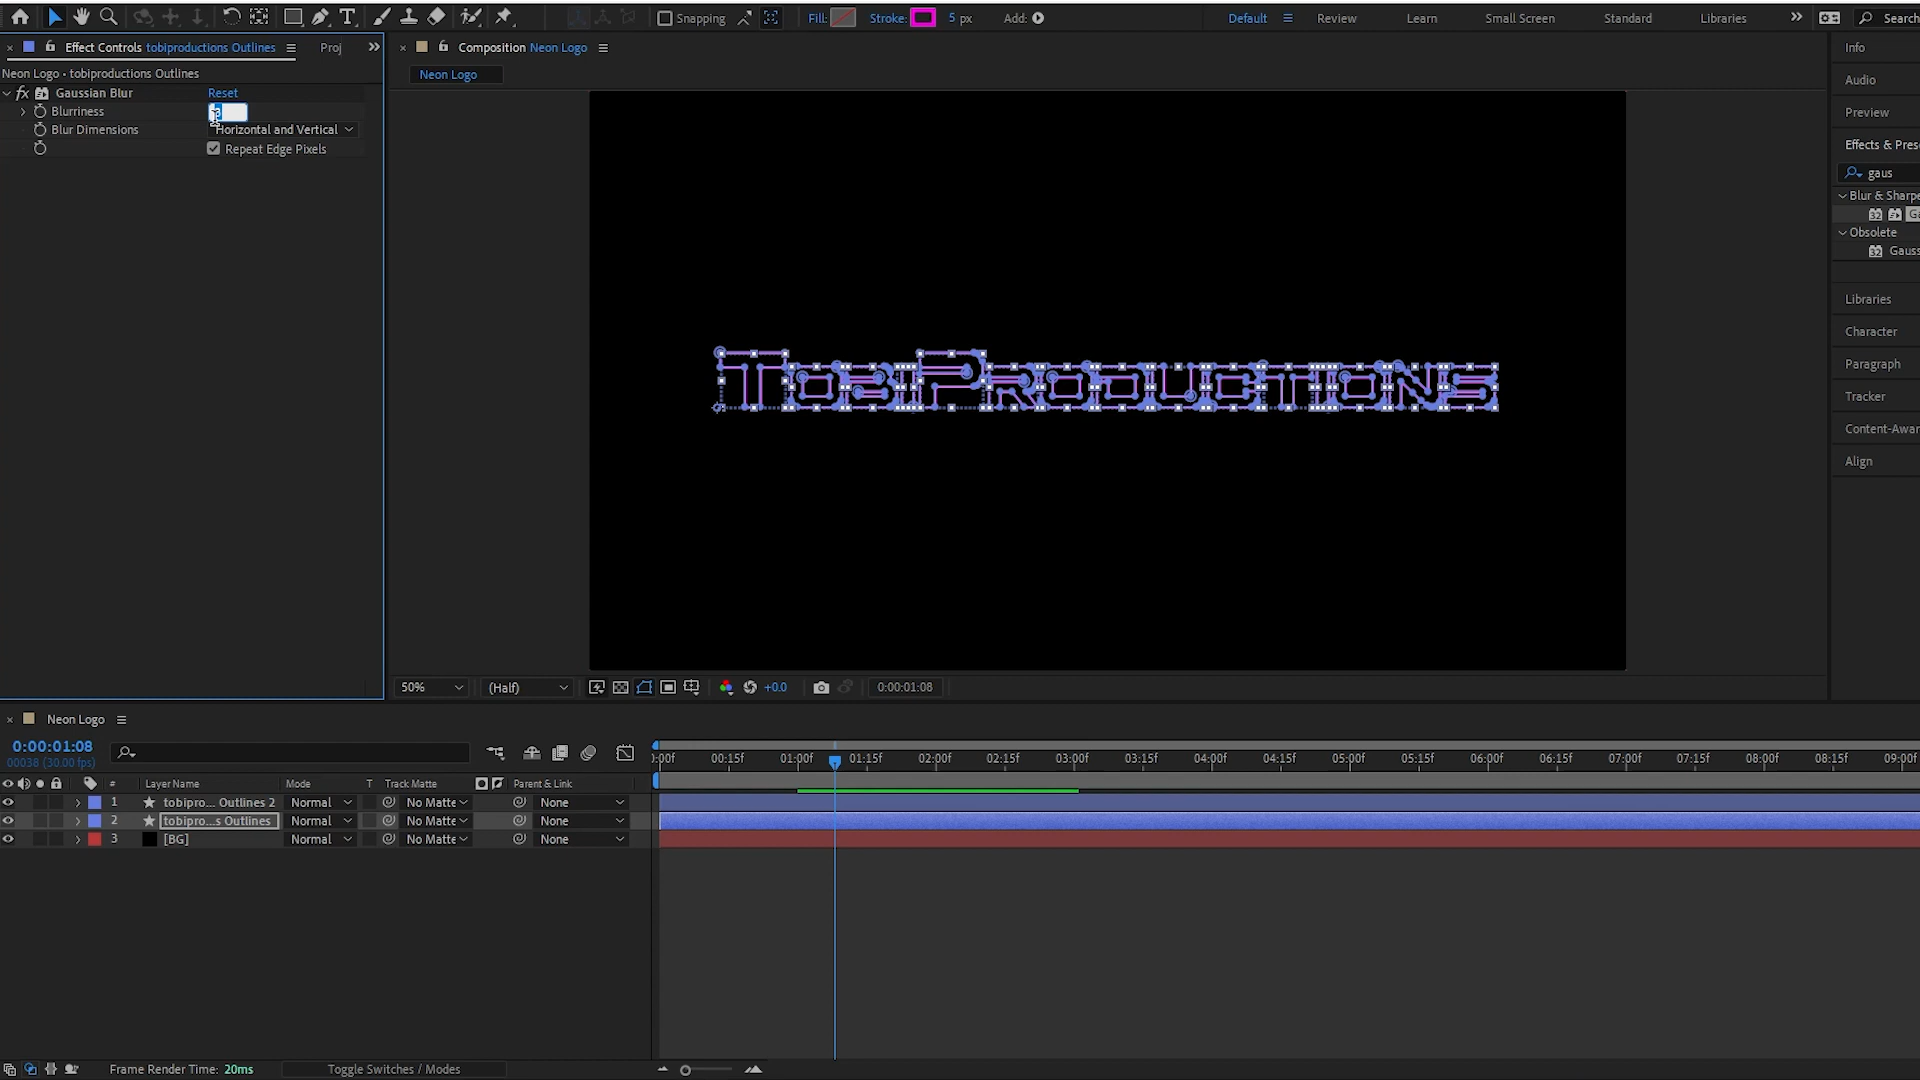 Snapping
Fill:
Stroke:
5 px
Add:
Default
Review
Learn
Small Screen
Standard
Libraries
Search
Effect Controls tobiproductions Outlines
Proj
Composition Neon Logo
Info
Neon Logo • tobiproductions Outlines
Neon Logo
Audio
fx Gaussian Blur
Reset
Blurriness
Preview
Blur Dimensions
Horizontal and Vertical
Repeat Edge Pixels
Effects & Pres
gaus
Blur & Sharpe
32
Ga
Obsolete
32
Gauss
Libraries
Character
Paragraph
TobiProductions
Tracker
Content-Awar
Align
50%
(Half)
+0.0
0:00:01:08
Neon Logo
0:00:01:08
00038 (30.00 fps)
):00f
00:15f
01:00f
01:15f
02:00f
02:15f
03:00f
03:15f
04:00f
04:15f
05:00f
05:15f
06:00f
06:15f
07:00f
07:15f
08:00f
08:15f
09:00f
#
Layer Name
Mode
T
Track Matte
Parent & Link
1
tobipro... Outlines 2
Normal
No Matte
None
2
tobipro...s Outlines
Normal
No Matte
None
3
[BG]
Normal
No Matte
None
Frame Render Time: 20ms
Toggle Switches / Modes